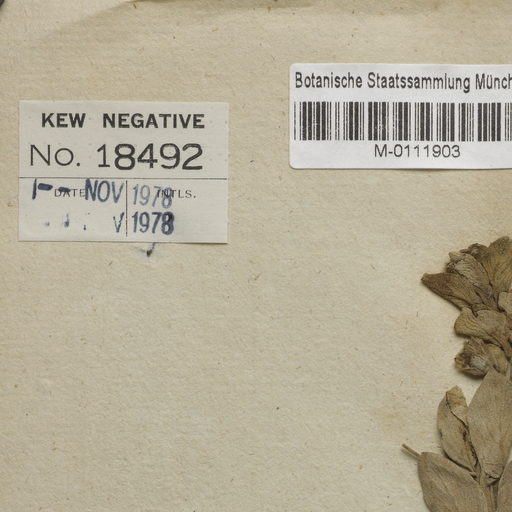 Botanische Staatssammlung Münch
M-0111903
KEW NEGATIVE
No. 18492
DATE INTLS.
1-- NOV 1978
V 1978